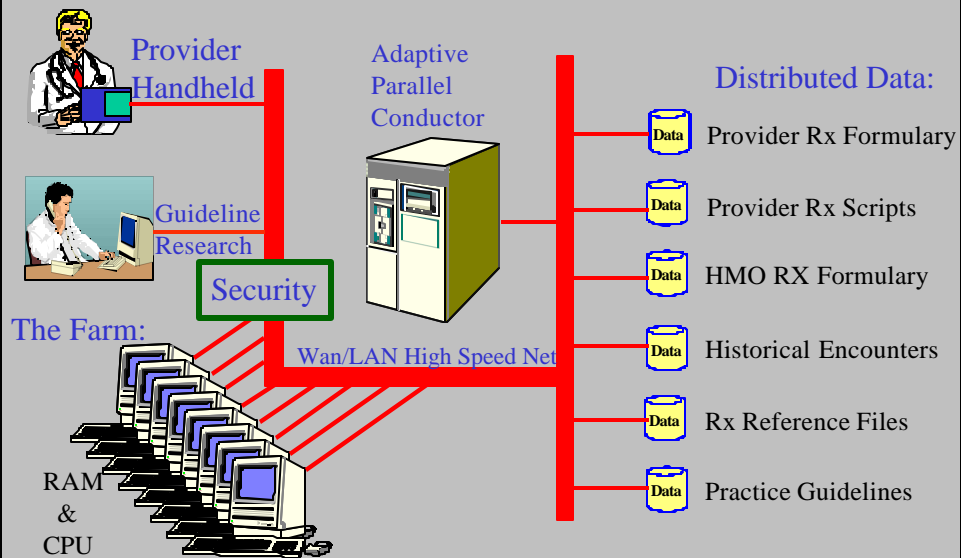 Provider
Handheld
Adaptive
Parallel
Conductor
Distributed Data:
Data Provider Rx Formulary
Data Provider Rx Scripts
Guideline
Research
Security
Data HMO RX Formulary
The Farm:
Wan/LAN High Speed Net
Data Historical Encounters
Data Rx Reference Files
RAM
&
CPU
Data Practice Guidelines